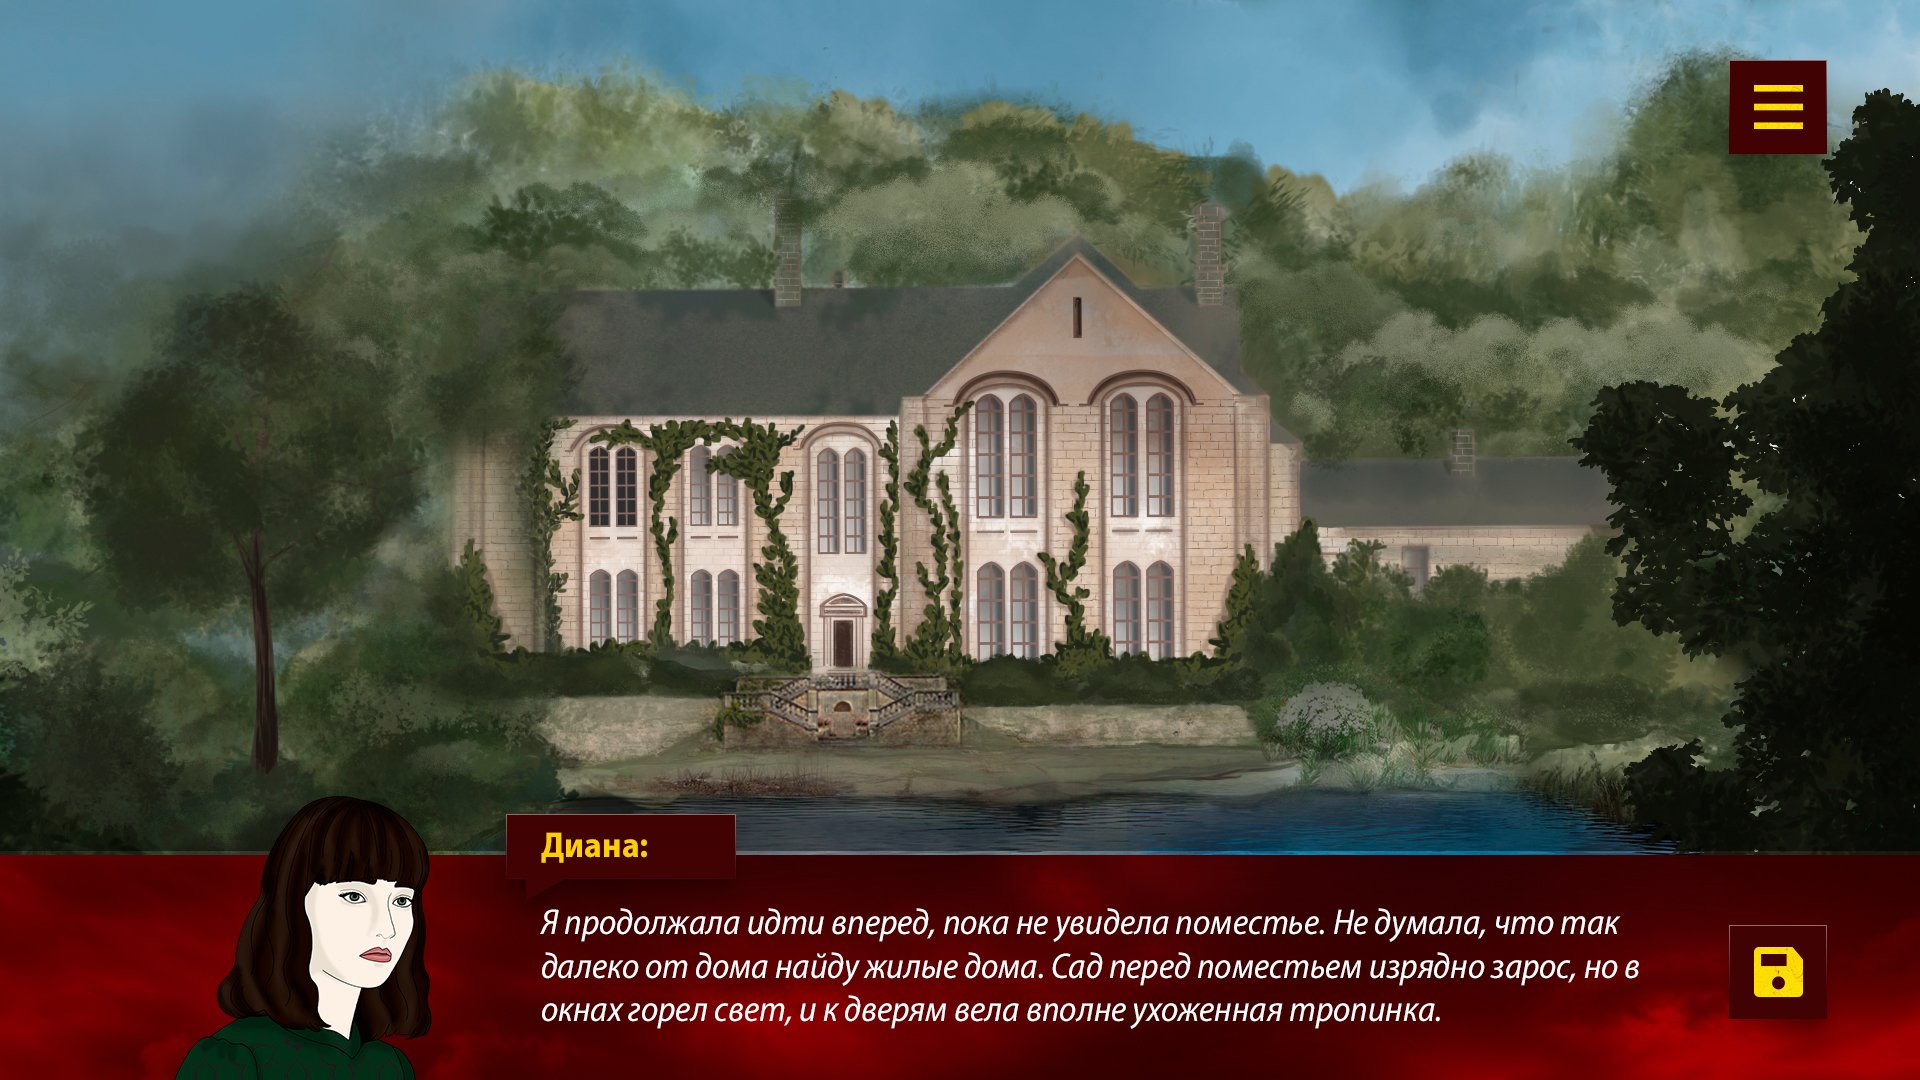 Диана:
Я продолжала идти вперед, пока не увидела поместье. Не думала, что так
далеко от дома найду жилые дома. Сад перед поместьем изрядно зарос, но в
окнах горел свет, и к дверям вела вполне ухоженная тропинка.